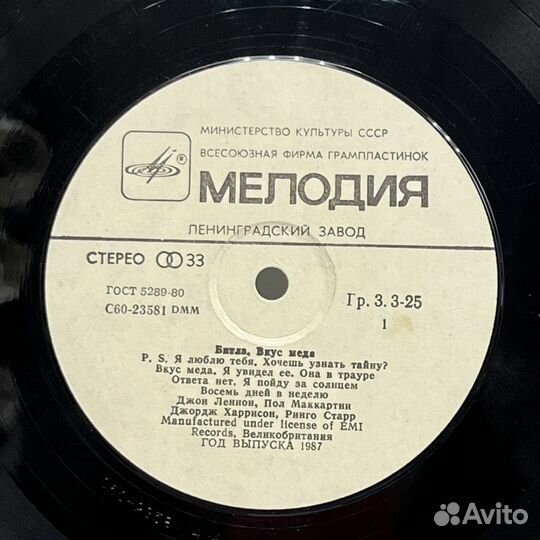 МИНИСТЕРСТВО КУЛЬТУРЫ СССР
ВСЕСОЮЗНАЯ ФИРМА ГРАМПЛАСТИНОК
®
МЕЛОДИЯ
ЛЕНИНГРАДСКИЙ ЗАВОД
СТЕРЕО 33
ГОСТ 5289-80
Гр. 3. 3-25
С60-23581 DMM
1
Битлз. Вкус меда
P. S. Я люблю тебя. Хочешь узнать тайну?
Вкус меда. Я увидел ее. Она в трауре
Ответа нет. Я пойду за солнцем
Восемь дней в неделю
Джон Леннон, Пол Маккартни
Джордж Харрисон, Ринго Старр
Manufactured under license of EMI
Records, Великобритания
ГОД ВЫПУСКА 1987
Avito